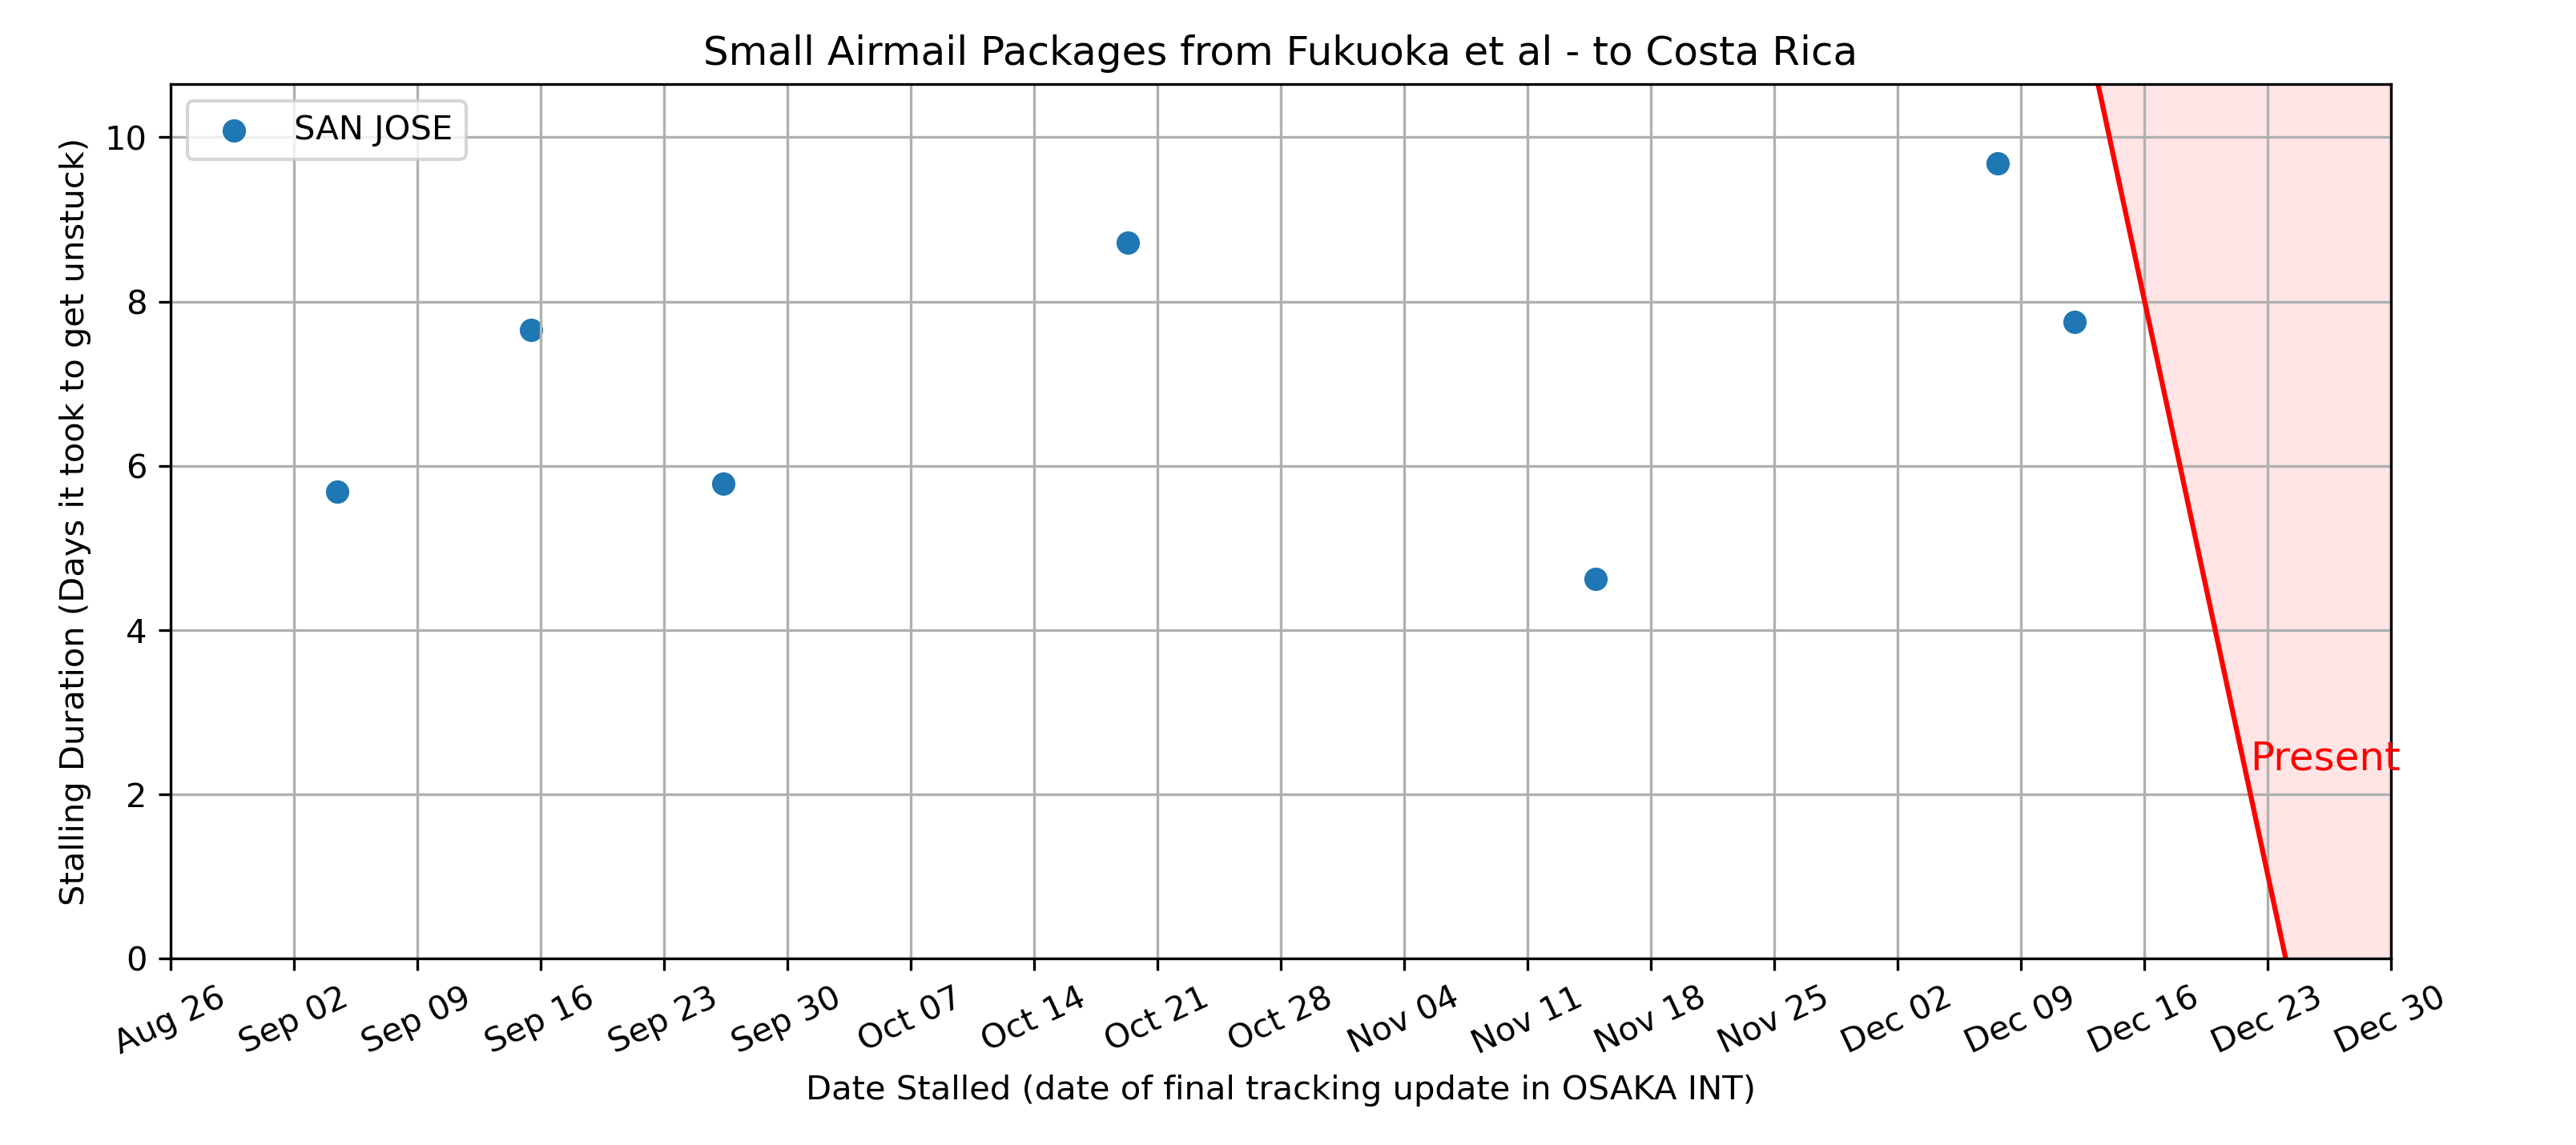 Small Airmail Packages from Fukuoka et al - to Costa Rica
SAN JOSE
Stalling Duration (Days it took to get unstuck)
10
8
6
4
2
0
Present
Aug 26
Sep 02
Sep 09
Sep 16
Sep 23
Sep 30
Oct 07
Oct 14
Oct 21
Oct 28
Nov 04
Nov 11
Nov 18
Nov 25
Dec 02
Dec 09
Dec 16
Dec 23
Dec 30
Date Stalled (date of final tracking update in OSAKA INT)